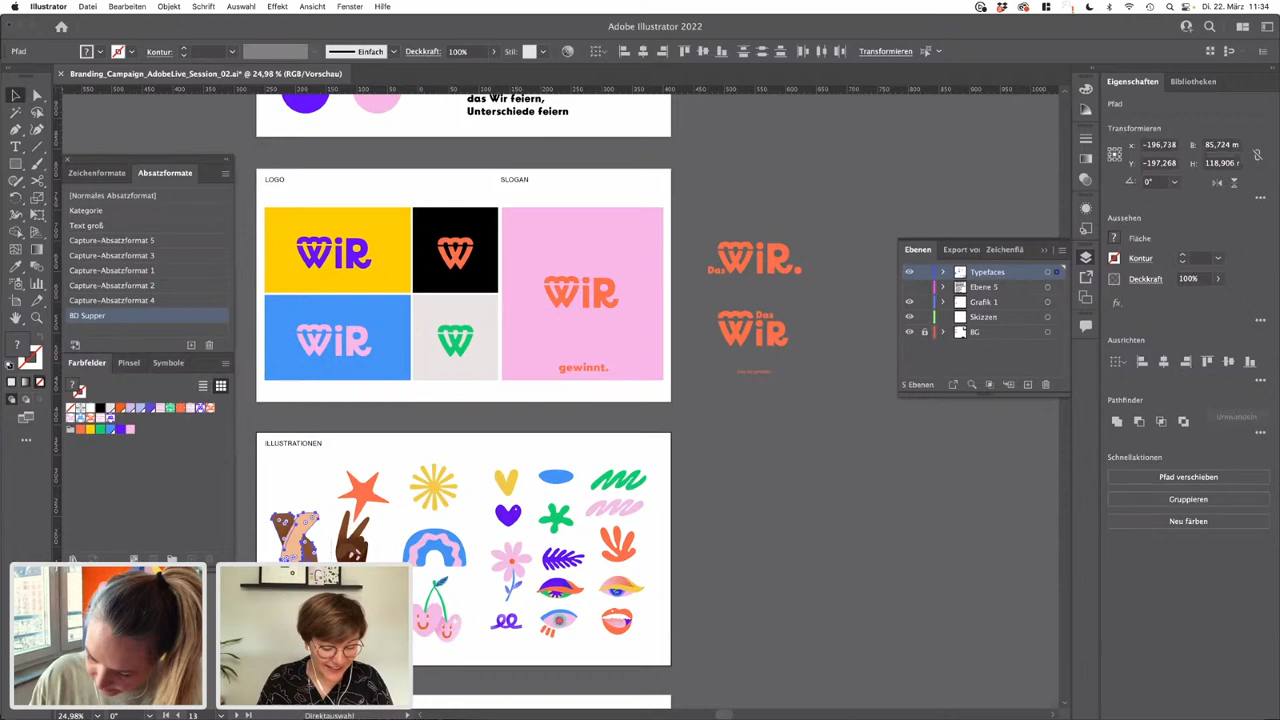 Illustrator Datei Bearbeiten Objekt Schrift Auswahl Effekt Ansicht Fenster Hilfe Di. 22. März 11:34
Adobe Illustrator 2022
Pfad Kontur: Einfach Deckkraft: 100% Stil: Transformieren
Branding_Campaign_AdobeLive_Session_02.ai* @ 24,98 % (RGB/Vorschau)
Eigenschaften Bibliotheken
Pfad
Transformieren
x: -196,738 B: 85,724 m
y: -197,268 H: 118,906 r
0°
Aussehen
Fläche
Kontur
Deckkraft 100%
fx.
Ausrichten
Pathfinder
Umwandeln
Schnellaktionen
Pfad verschieben
Gruppieren
Neu färben
Zeichenformate Absatzformate
[Normales Absatzformat]
Kategorie
Text groß
Capture-Absatzformat 5
Capture-Absatzformat 3
Capture-Absatzformat 1
Capture-Absatzformat 2
Capture-Absatzformat 4
BD Supper
Farbfelder Pinsel Symbole
das Wir feiern,
Unterschiede feiern
LOGO SLOGAN
WiR W
WiR
WiR W
gewinnt.
Das WiR.
Das
WiR
ILLUSTRATIONEN
Ebenen Export vo Zeichenflä
Typefaces
Ebene 5
Grafik 1
Skizzen
BG
5 Ebenen
24,98% 0° 13 Direktauswahl